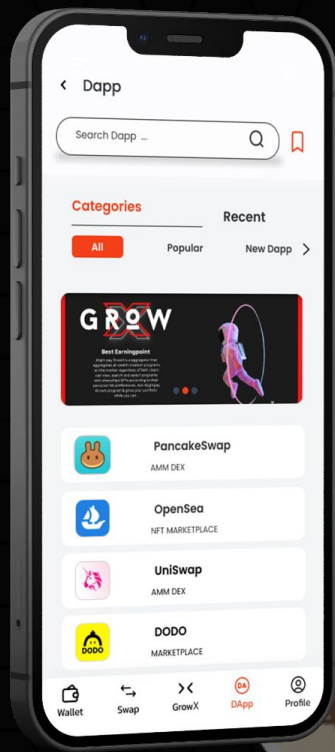 Dapp
Search Dapp ...
Categories
Recent
All
Popular
New Dapp
GROW
X
Best Earningpoint
PancakeSwap
AMM DEX
OpenSea
NFT MARKETPLACE
UniSwap
AMM DEX
DODO
DODO
MARKETPLACE
DA
Wallet
Swap
GrowX
DApp
Profile